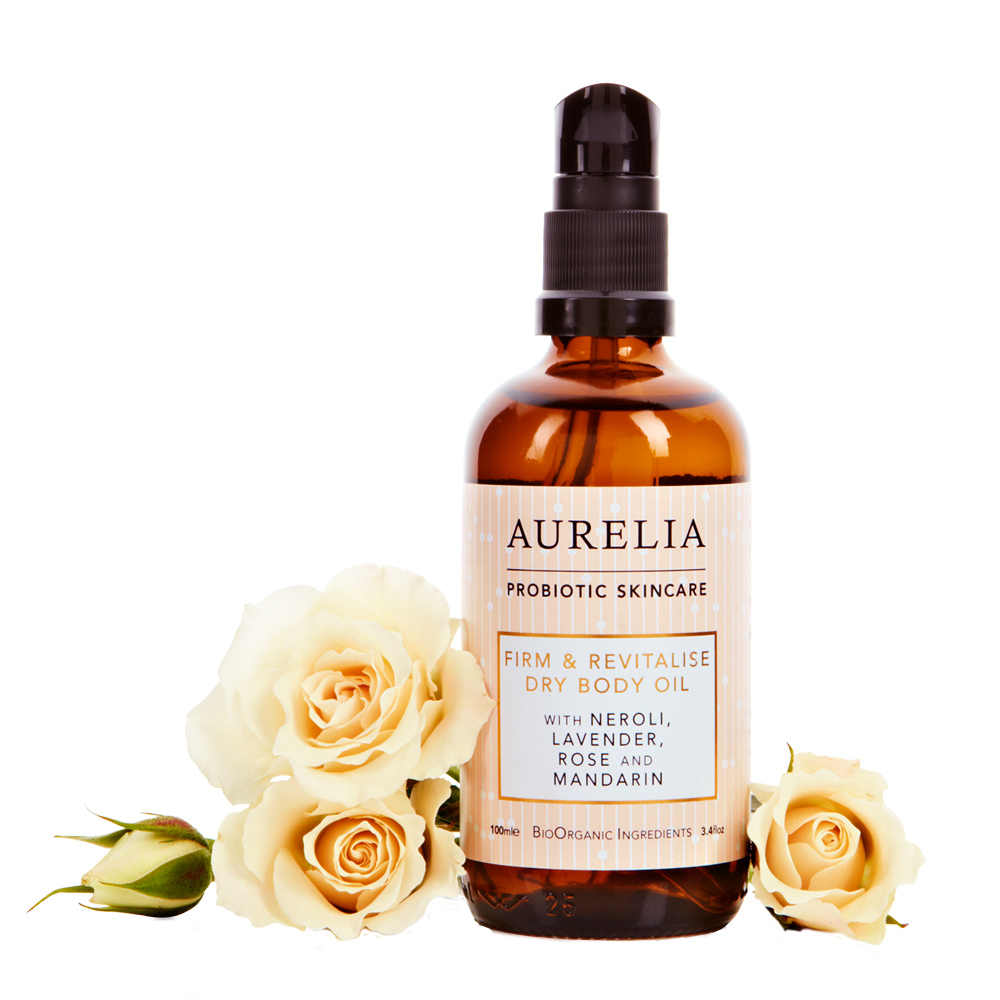 AURELIA
PROBIOTIC SKINCARE
FIRM & REVITALISE
DRY BODY OIL
WITH NEROLI,
LAVENDER,
ROSE AND
MANDARIN
100mle BIOORGANIC INGREDIENTS 3.4floz
26